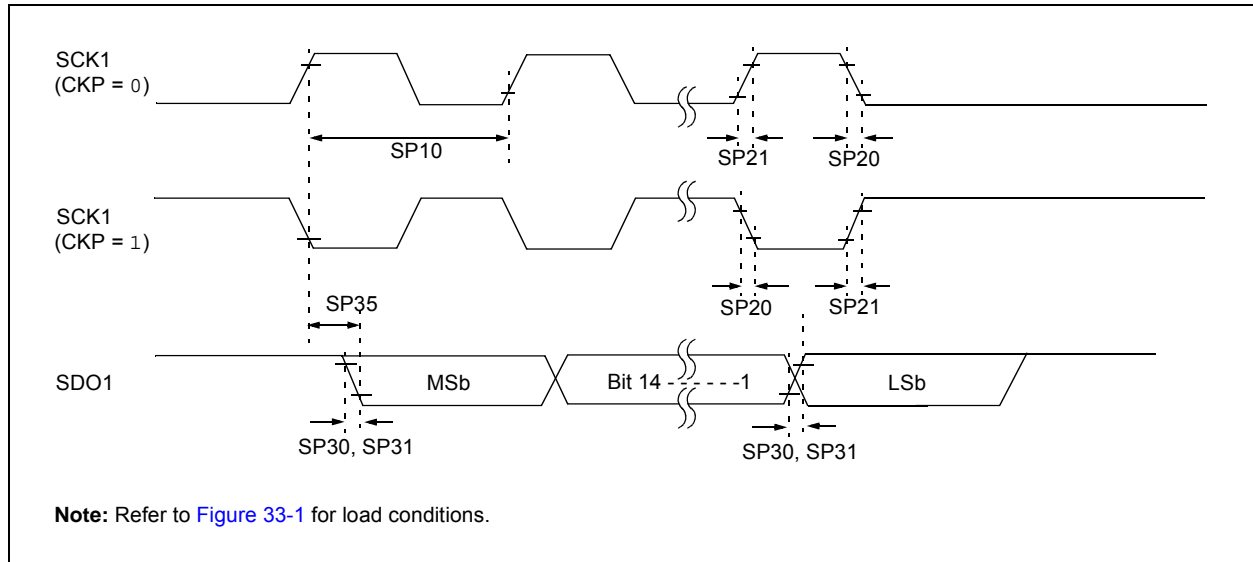 SCK1
(CKP = 0)
SP10
SP21
SP20
SCK1
(CKP = 1)
SP35
SP20
SP21
SDO1
MSb
Bit 14 - - - - - -1
LSb
SP30, SP31
SP30, SP31
Note: Refer to Figure 33-1 for load conditions.